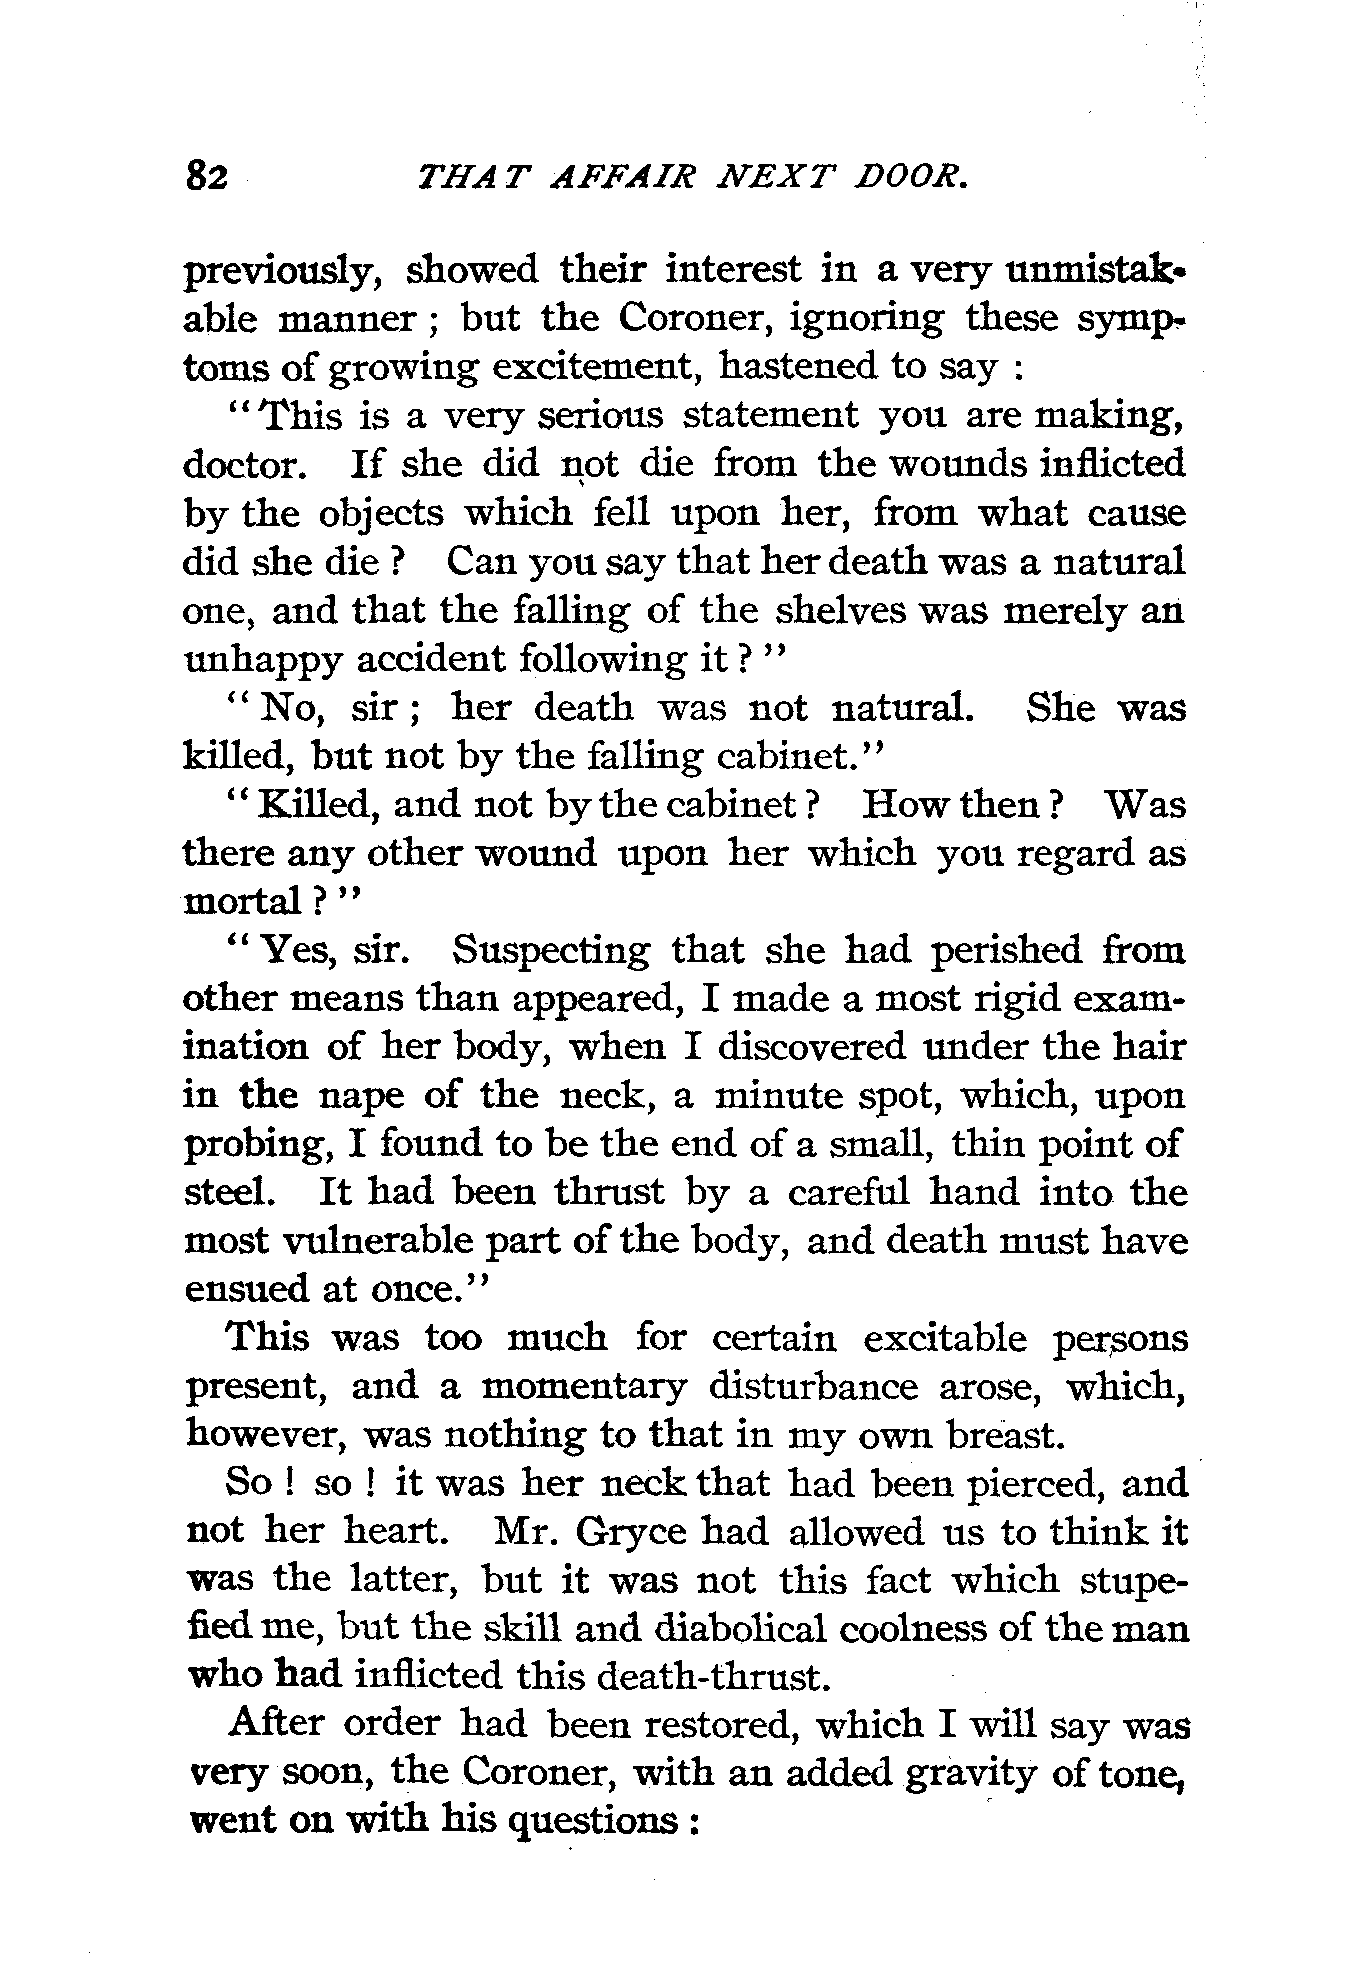 82 THAT AFFAIR NEXT DOOR.
previously, showed their interest in a very unmistak-
able manner ; but the Coroner, ignoring these symp-
toms of growing excitement, hastened to say :
"This is a very serious statement you are making,
doctor. If she did not die from the wounds inflicted
by the objects which fell upon her, from what cause
did she die ? Can you say that her death was a natural
one, and that the falling of the shelves was merely an
unhappy accident following it ? "
" No, sir ; her death was not natural. She was
killed, but not by the falling cabinet."
" Killed, and not by the cabinet ? How then ? Was
there any other wound upon her which you regard as
mortal ? "
" Yes, sir. Suspecting that she had perished from
other means than appeared, I made a most rigid exam-
ination of her body, when I discovered under the hair
in the nape of the neck, a minute spot, which, upon
probing, I found to be the end of a small, thin point of
steel. It had been thrust by a careful hand into the
most vulnerable part of the body, and death must have
ensued at once."
This was too much for certain excitable persons
present, and a momentary disturbance arose, which,
however, was nothing to that in my own breast.
So ! so ! it was her neck that had been pierced, and
not her heart. Mr. Gryce had allowed us to think it
was the latter, but it was not this fact which stupe-
fied me, but the skill and diabolical coolness of the man
who had inflicted this death-thrust.
After order had been restored, which I will say was
very soon, the Coroner, with an added gravity of tone,
went on with his questions :